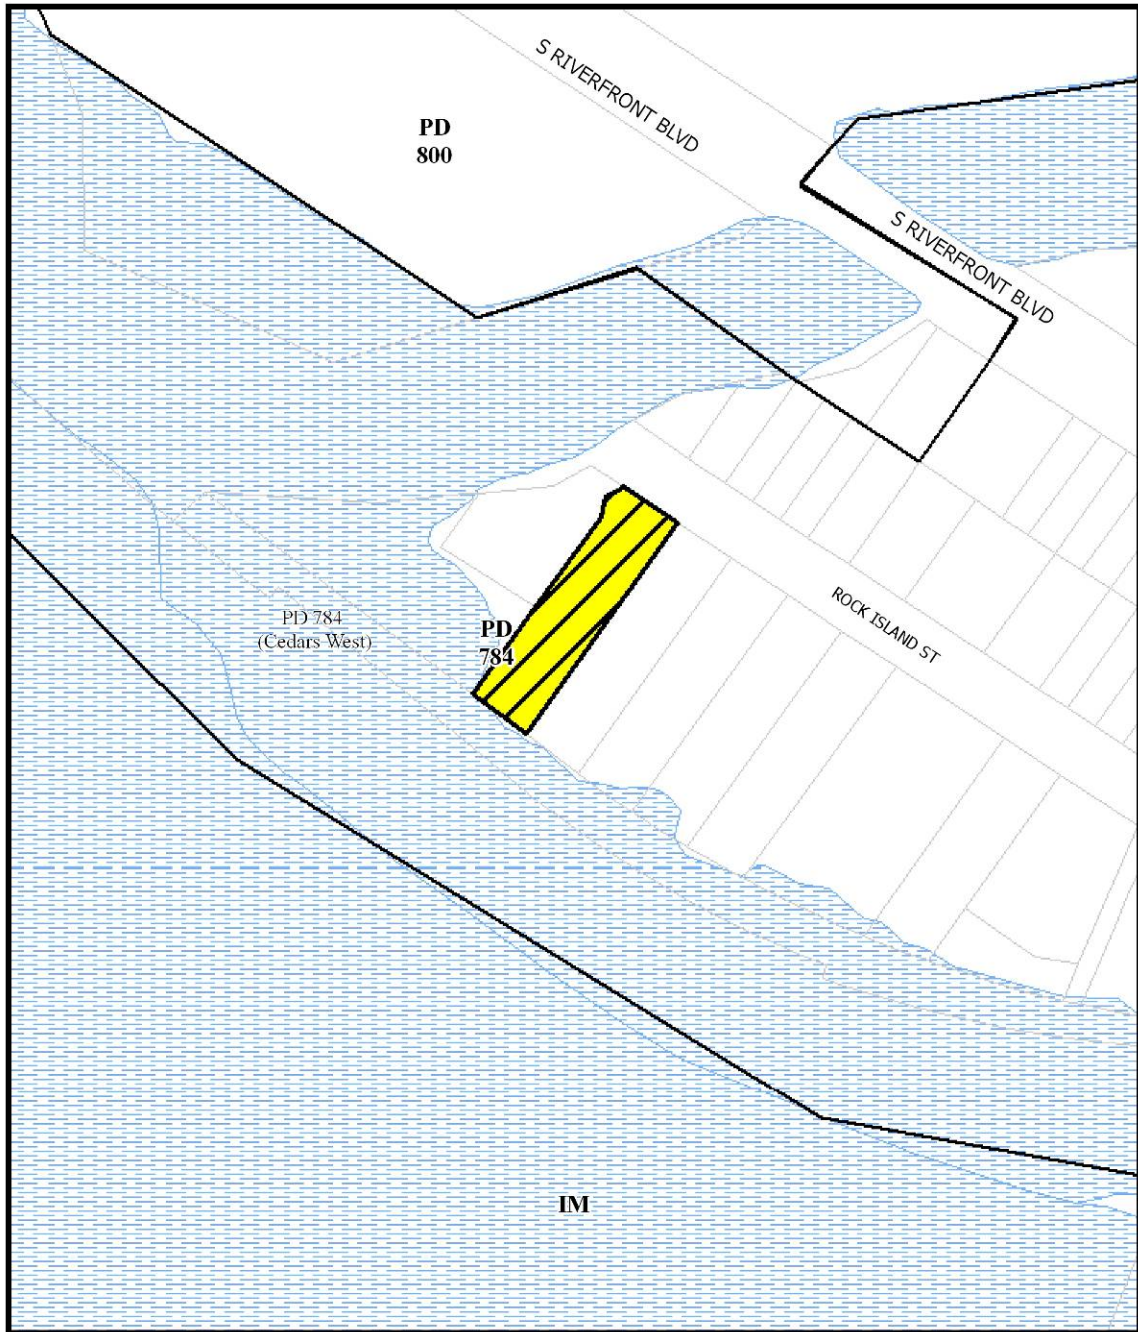 S RIVERFRONT BLVD
PD
800
S RIVERFRONT BLVD
ROCK ISLAND ST
PD 784
(Cedars West)
PD
784
IM